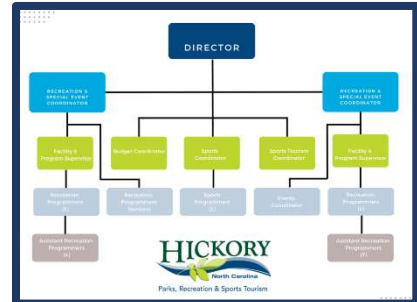 DIRECTOR
RECREATION &
SPECIAL EVENT
COORDINATOR
RECREATION &
SPECIAL EVENT
COORDINATOR
Facility &
Program Supervisor
Budget Coordinator
Sports
Coordinator
Sports Tourism
Coordinator
Facility &
Program Supervisor
Recreation
Programmers
Recreation
Programmer
Sports
Programmers
Events
Coordinator
Recreation
Programmers
Assistant Recreation
Programmers
Assistant Recreation
Programmers
HICKORY
North Carolina
Parks, Recreation & Sports Tourism